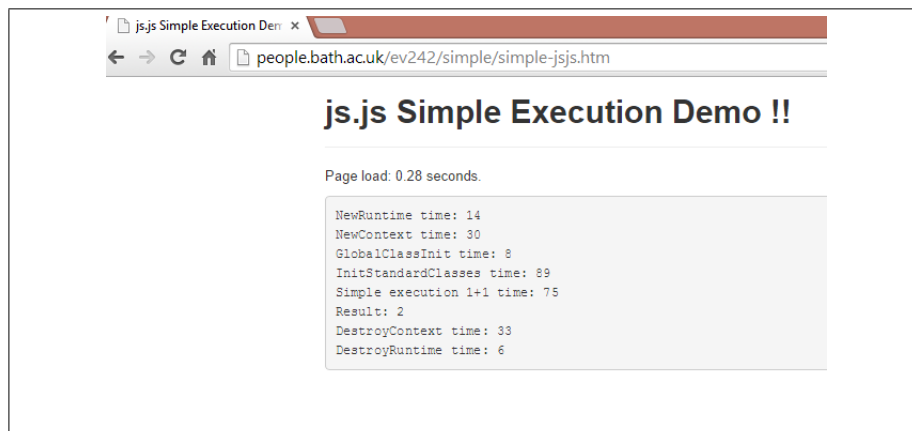 js.js Simple Execution Den
people.bath.ac.uk/ev242/simple/simple-jsjs.htm
js.js Simple Execution Demo !!
Page load: 0.28 seconds.
NewRuntime time: 14
NewContext time: 30
GlobalClassInit time: 8
InitStandardClasses time: 89
Simple execution 1+1 time: 75
Result: 2
DestroyContext time: 33
DestroyRuntime time: 6